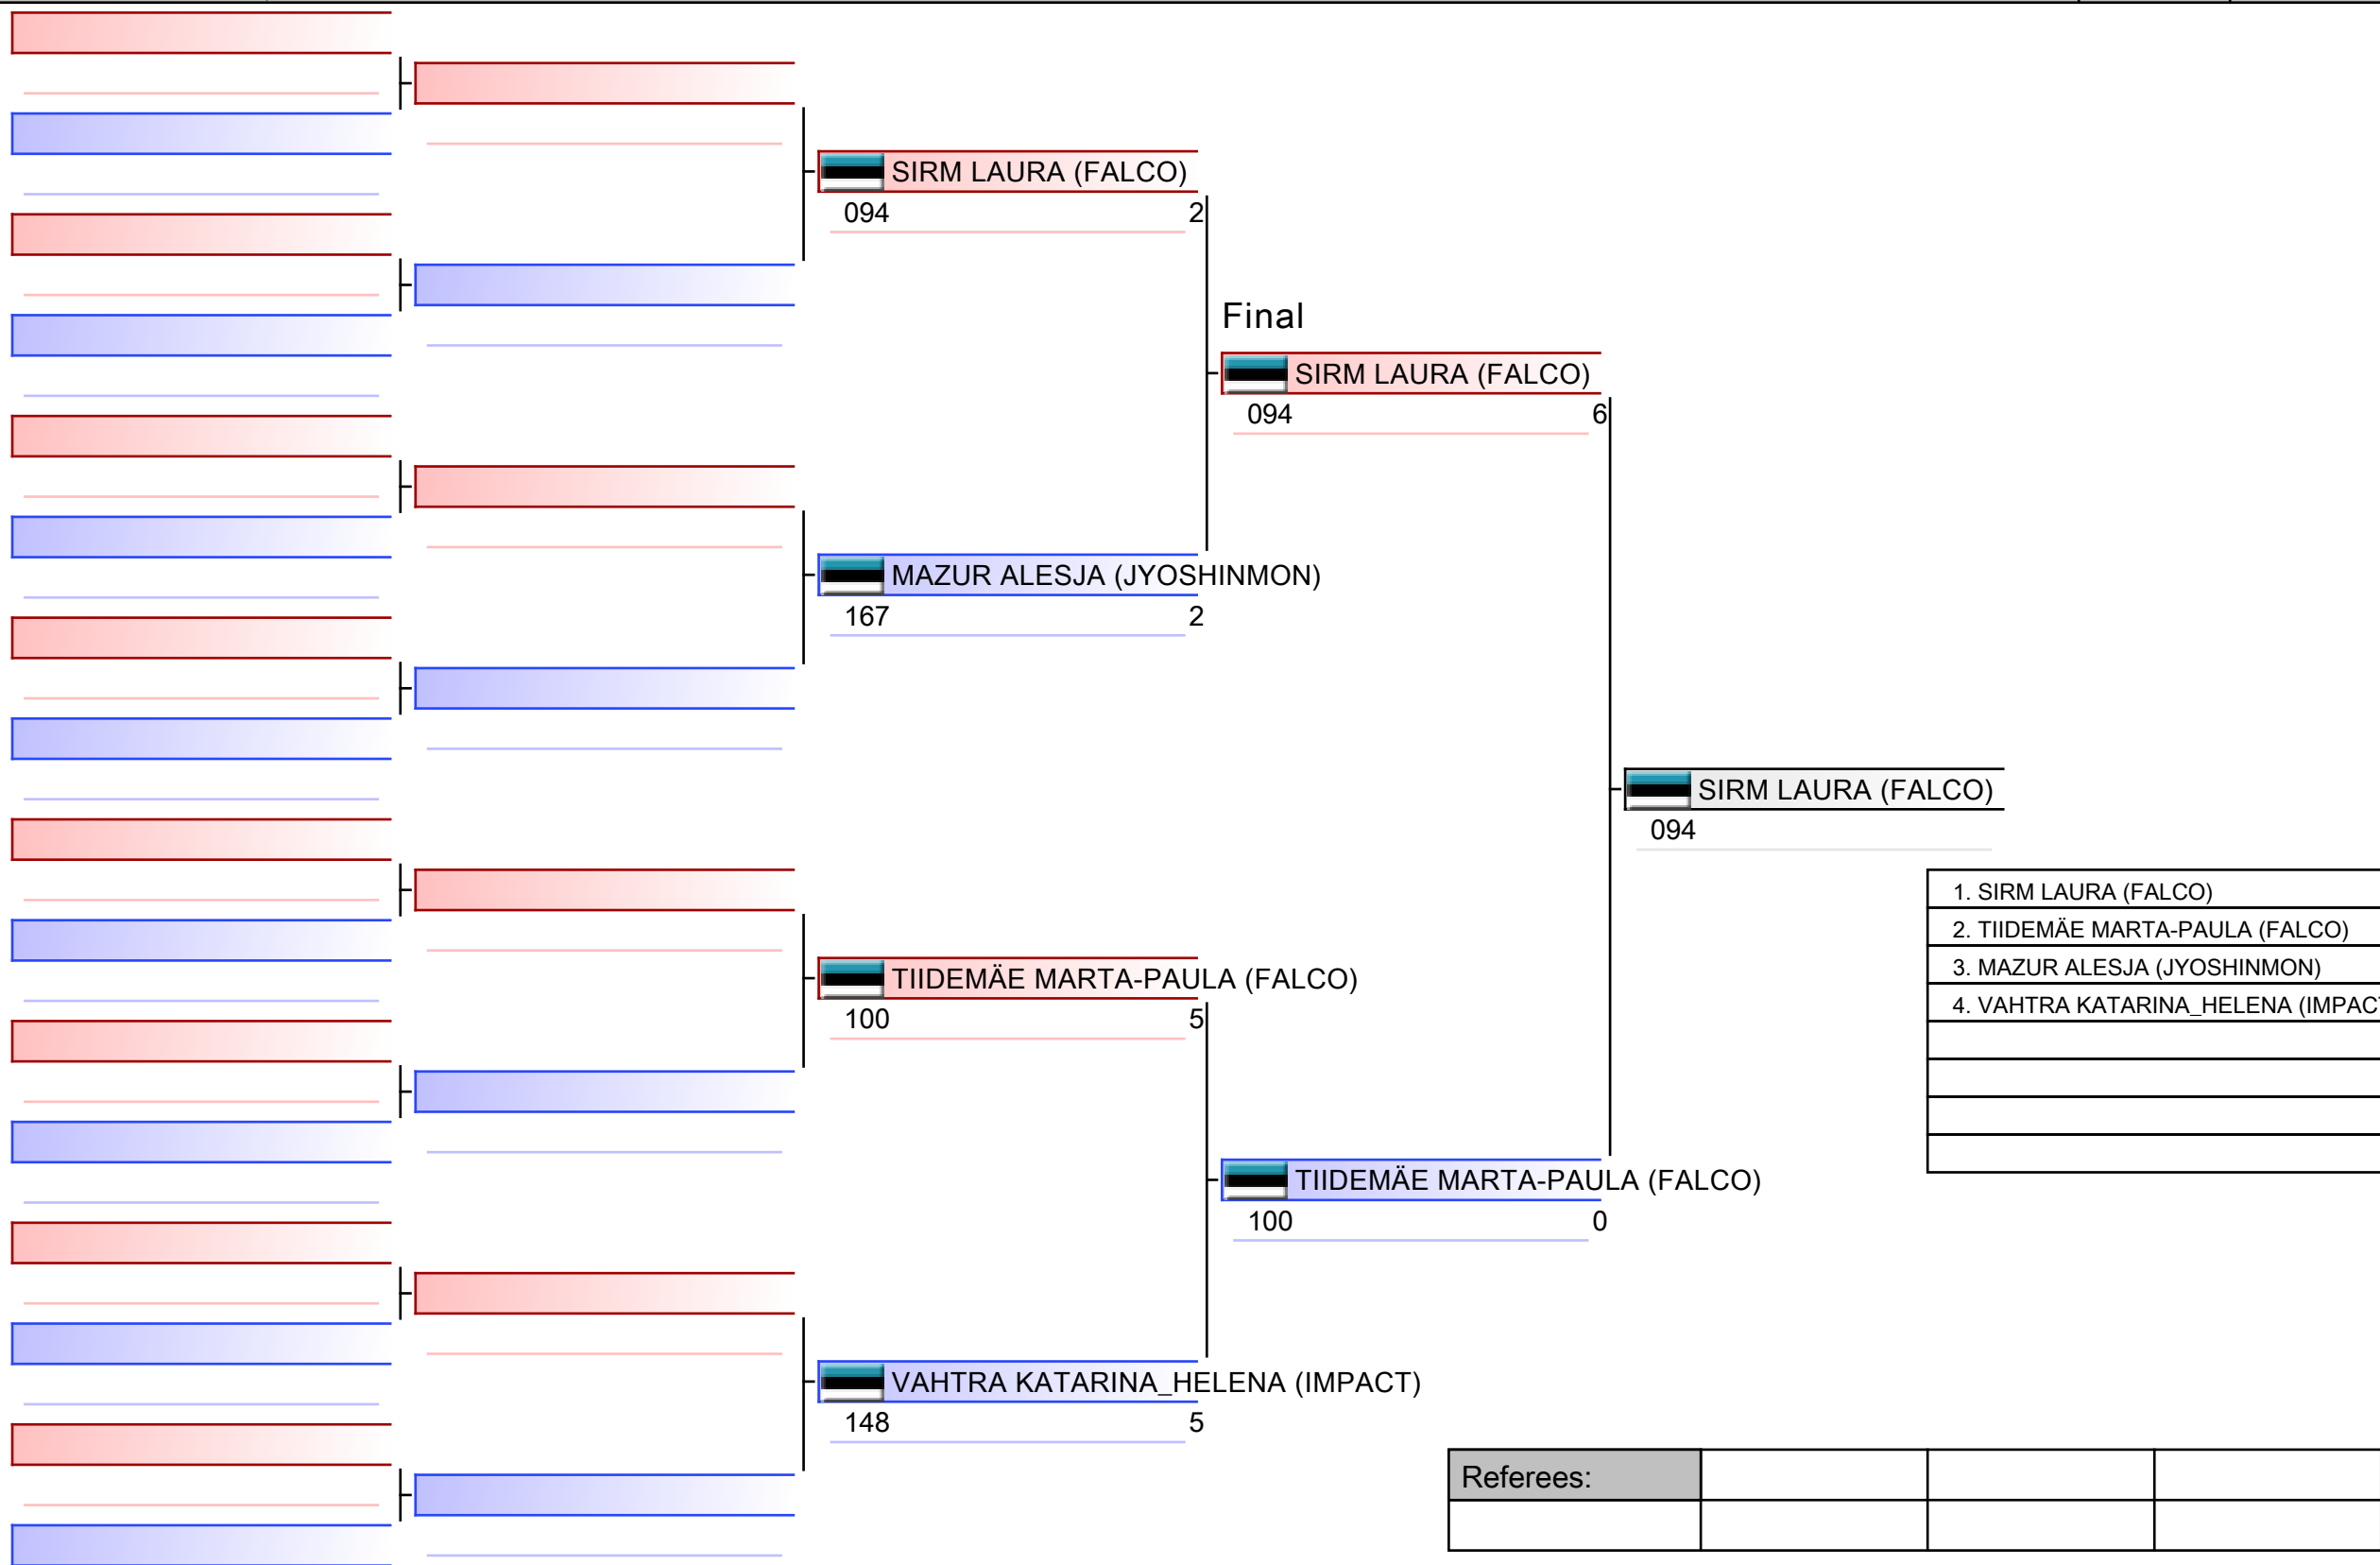 SIRM LAURA (FALCO)
094 2
Final
SIRM LAURA (FALCO)
094 6
MAZUR ALESJA (JYOSHINMON)
167 2
SIRM LAURA (FALCO)
094
1. SIRM LAURA (FALCO)
2. TIIDEMÄE MARTA-PAULA (FALCO)
3. MAZUR ALESJA (JYOSHINMON)
4. VAHTRA KATARINA_HELENA (IMPACT
TIIDEMÄE MARTA-PAULA (FALCO)
100 5
TIIDEMÄE MARTA-PAULA (FALCO)
100 0
VAHTRA KATARINA_HELENA (IMPACT)
148 5
Referees: